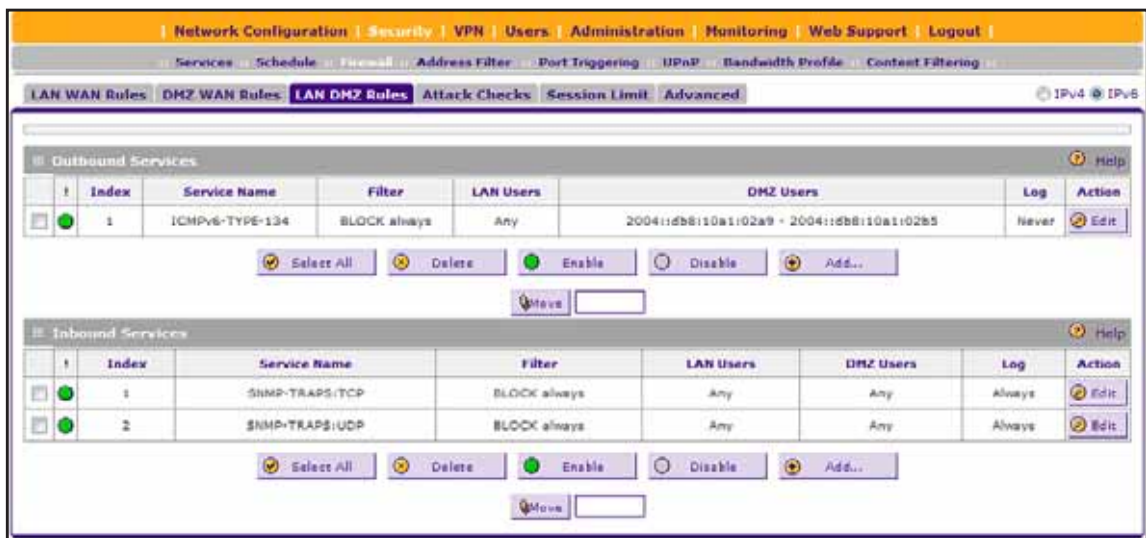 Network Configuration | Security | VPN | Users | Administration | Monitoring | Web Support | Logout
Services :: Schedule :: Firewall :: Address Filter :: Port Triggering :: UPnP :: Bandwidth Profile :: Content Filtering
LAN WAN Rules DMZ WAN Rules LAN DMZ Rules Attack Checks Session Limit Advanced IPv4 IPv6
Outbound Services Help
! Index Service Name Filter LAN Users DMZ Users Log Action
1 ICMPv6-TYPE-134 BLOCK always Any 2004::db8:10a1:02a9 - 2004::db8:10a1:02b5 Never Edit
Select All Delete Enable Disable Add...
Move
Inbound Services Help
! Index Service Name Filter LAN Users DMZ Users Log Action
1 SNMP-TRAPS:TCP BLOCK always Any Any Always Edit
2 SNMP-TRAPS:UDP BLOCK always Any Any Always Edit
Select All Delete Enable Disable Add...
Move